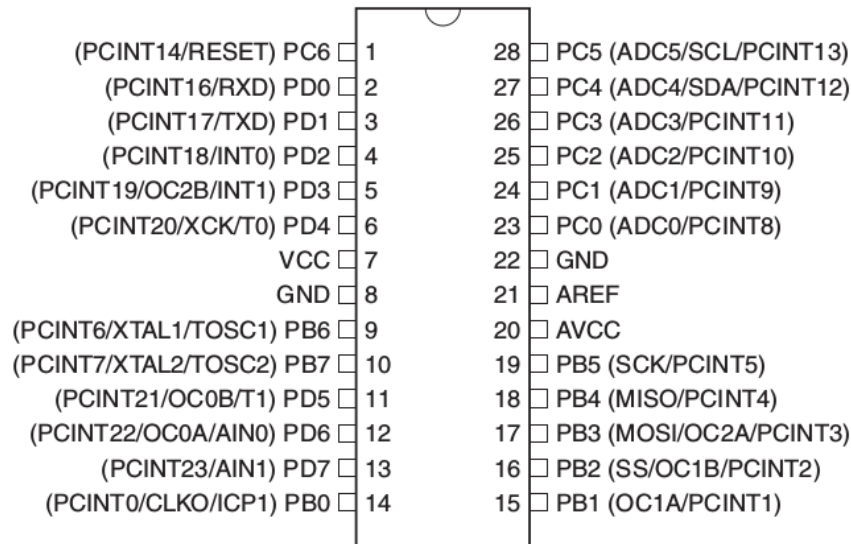 (PCINT14/RESET) PC6 1 28 PC5 (ADC5/SCL/PCINT13)
(PCINT16/RXD) PD0 2 27 PC4 (ADC4/SDA/PCINT12)
(PCINT17/TXD) PD1 3 26 PC3 (ADC3/PCINT11)
(PCINT18/INT0) PD2 4 25 PC2 (ADC2/PCINT10)
(PCINT19/OC2B/INT1) PD3 5 24 PC1 (ADC1/PCINT9)
(PCINT20/XCK/T0) PD4 6 23 PC0 (ADC0/PCINT8)
VCC 7 22 GND
GND 8 21 AREF
(PCINT6/XTAL1/TOSC1) PB6 9 20 AVCC
(PCINT7/XTAL2/TOSC2) PB7 10 19 PB5 (SCK/PCINT5)
(PCINT21/OC0B/T1) PD5 11 18 PB4 (MISO/PCINT4)
(PCINT22/OC0A/AIN0) PD6 12 17 PB3 (MOSI/OC2A/PCINT3)
(PCINT23/AIN1) PD7 13 16 PB2 (SS/OC1B/PCINT2)
(PCINT0/CLKO/ICP1) PB0 14 15 PB1 (OC1A/PCINT1)